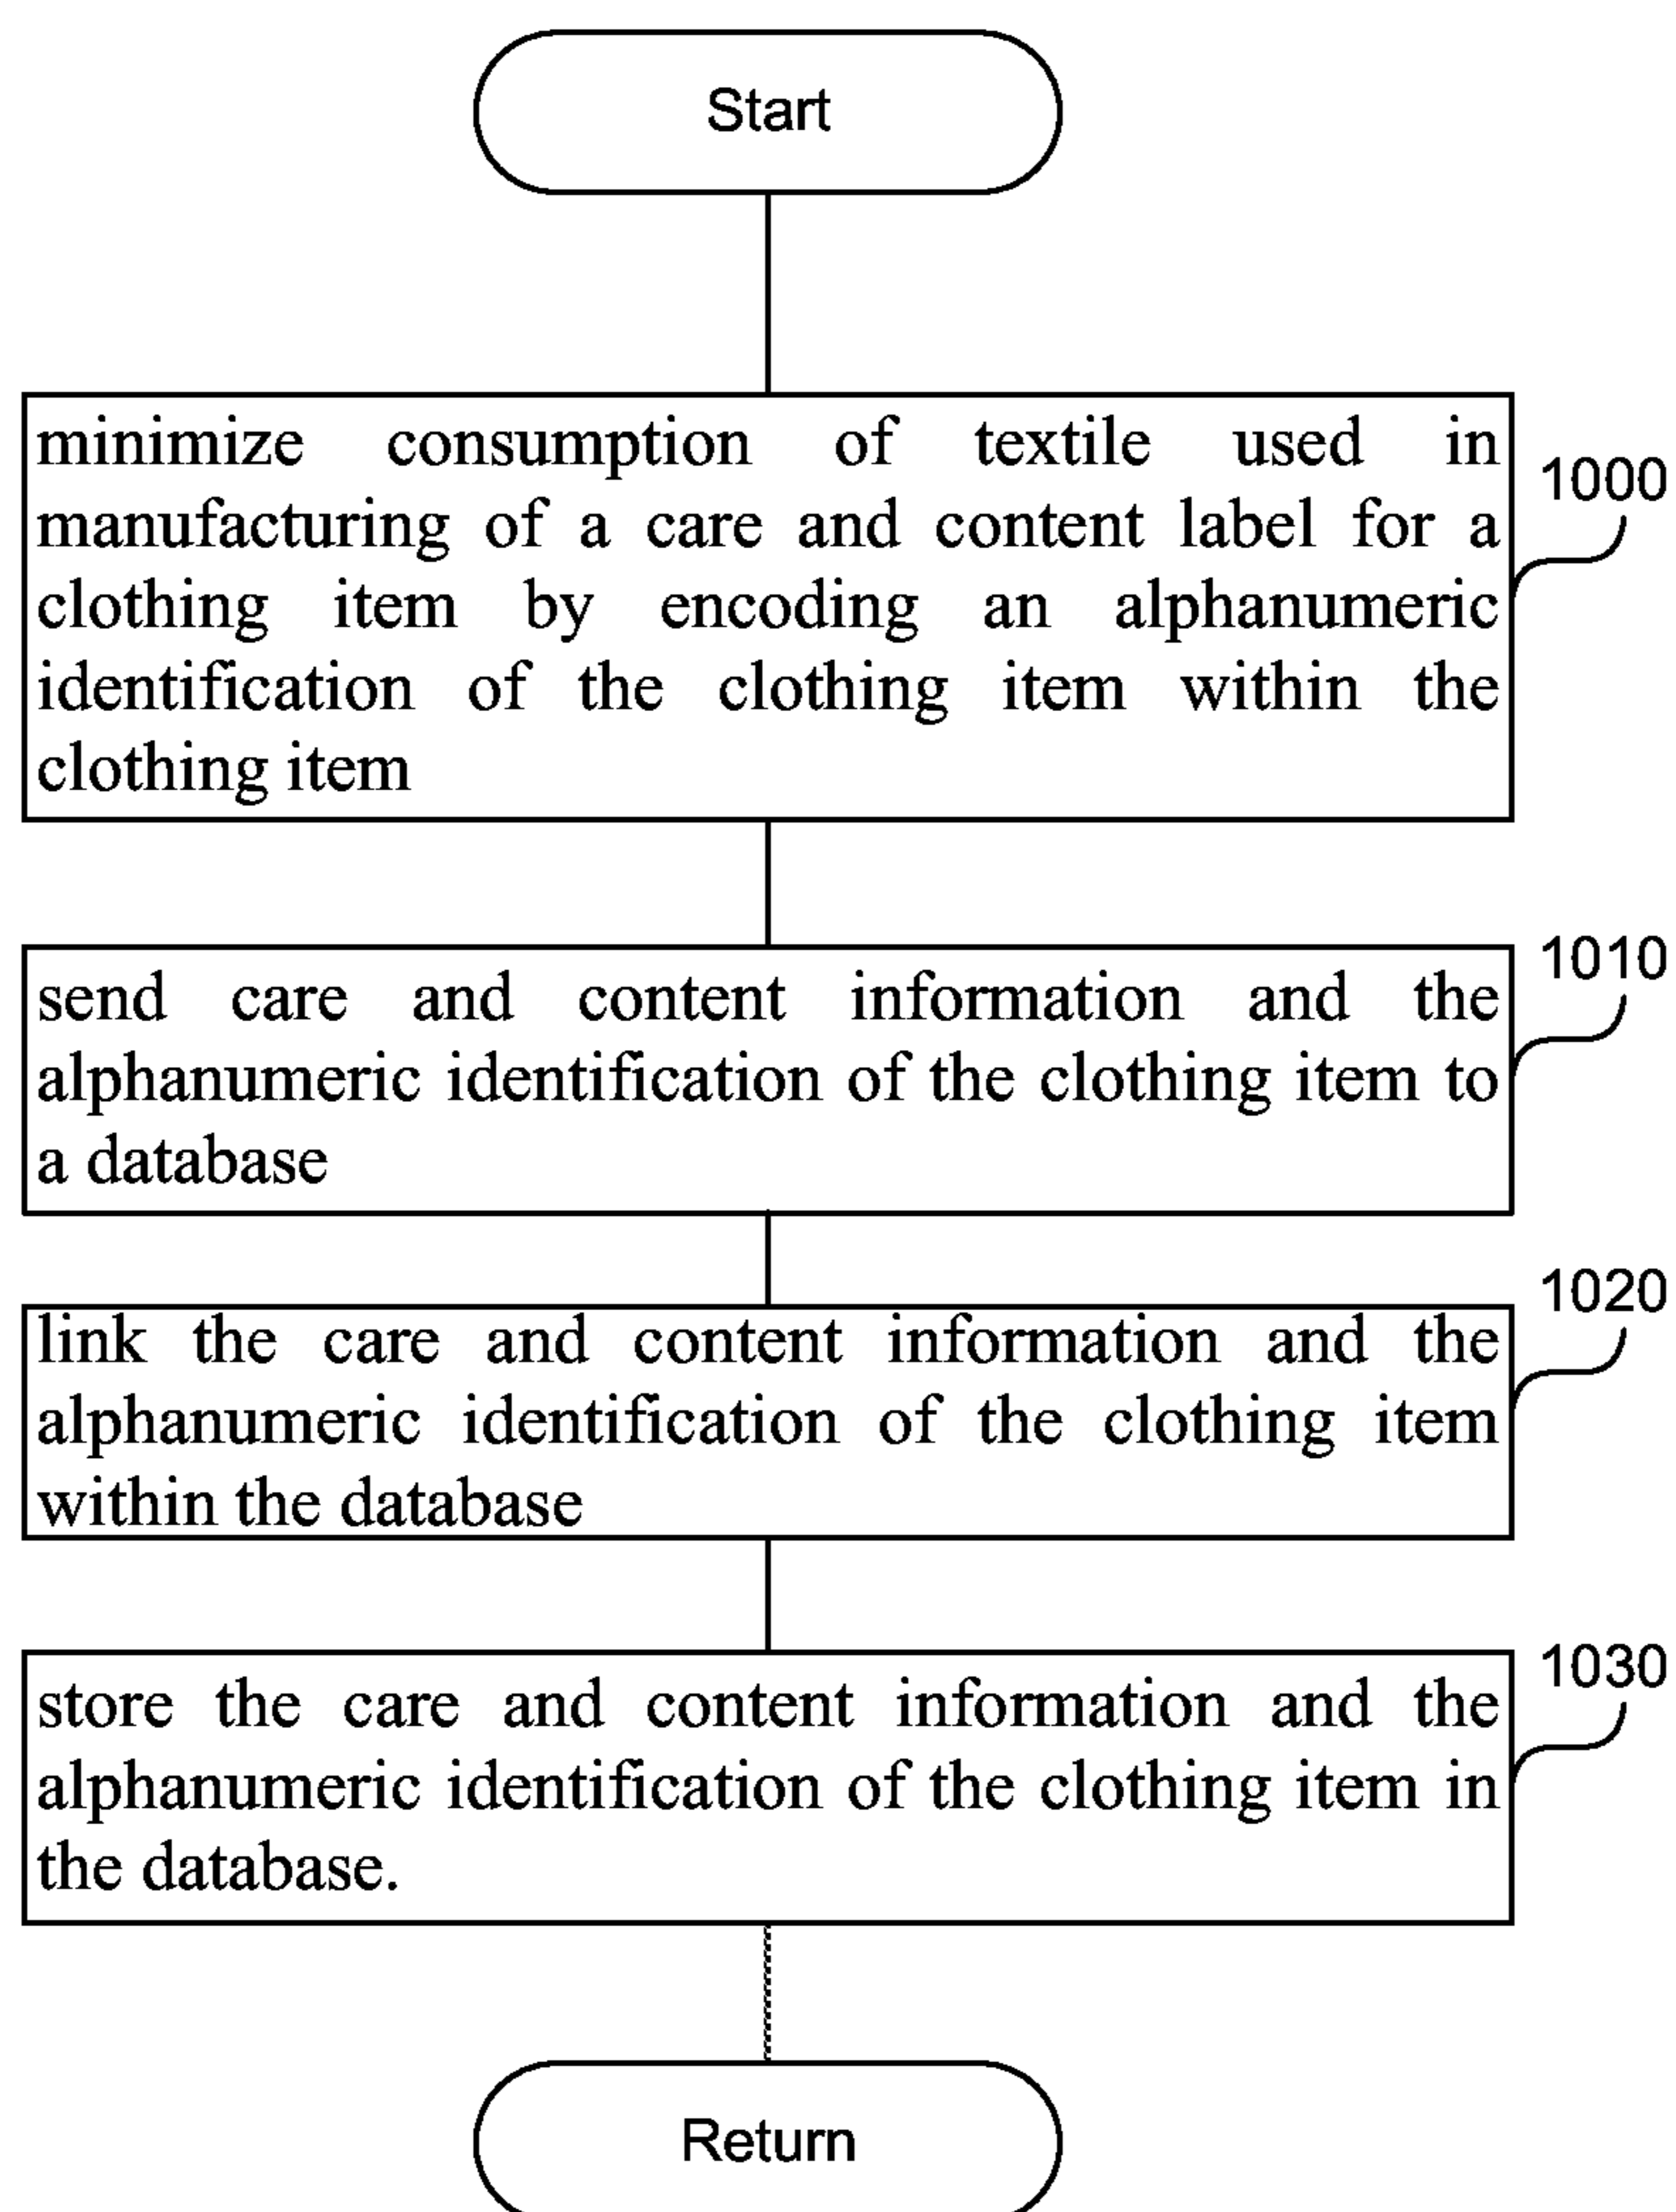 Start
minimize consumption of textile used in
1000
manufacturing of a care and content label for a
clothing item by encoding an alphanumeric
identification of the clothing item within the
clothing item
1010
send care and content information and the
alphanumeric identification of the clothing item to
a database
1020
link the care and content information and the
alphanumeric identification of the clothing item
within the database
1030
store the care and content information and the
alphanumeric identification of the clothing item in
the database.
Return